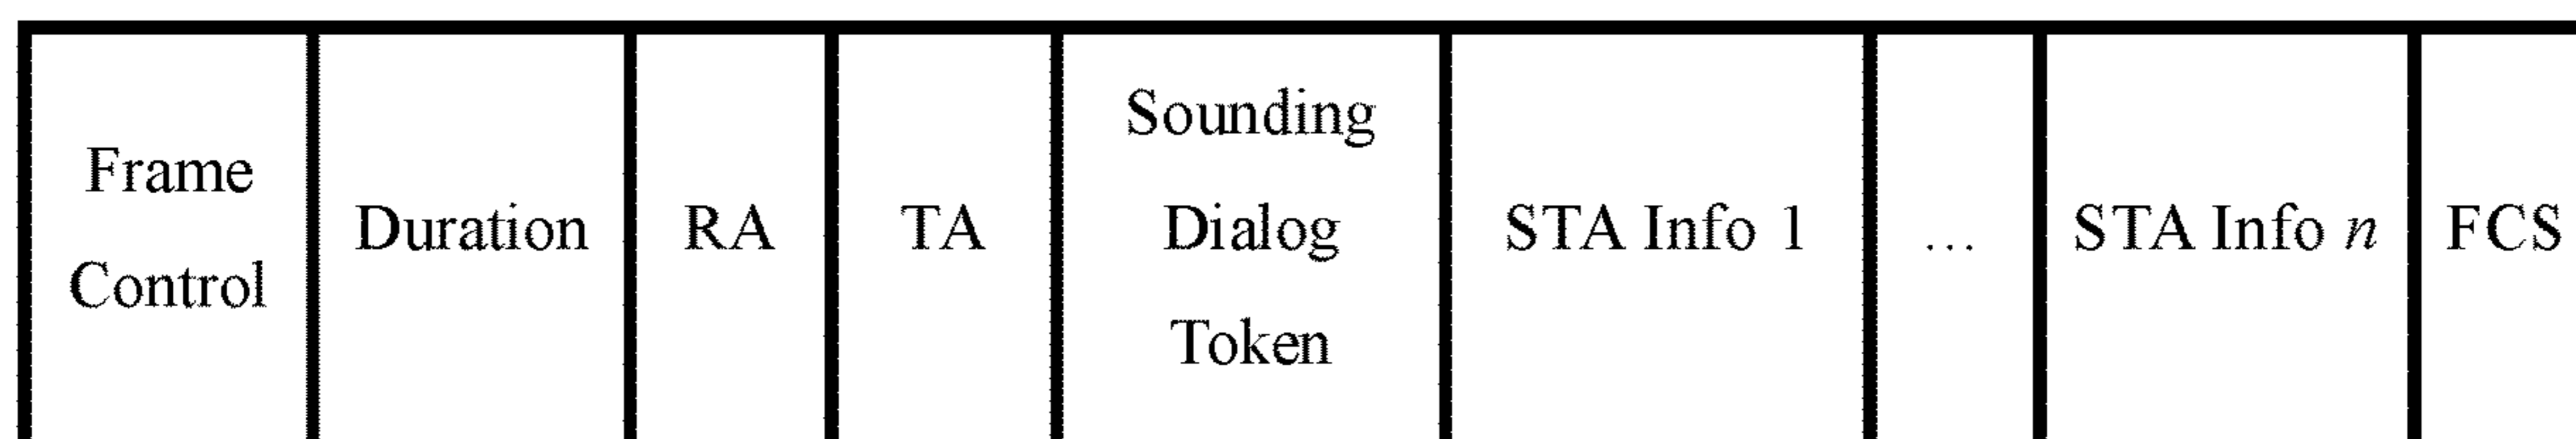 Frame
Control
Duration
RA
TA
Sounding
Dialog
Token
STA Info 1
...
STA Info n
FCS